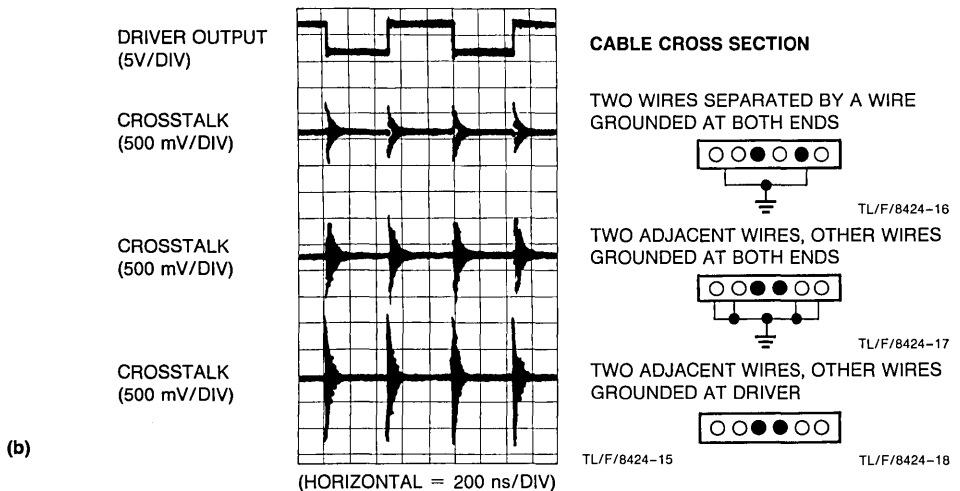 DRIVER OUTPUT
(5V/DIV)
CROSSTALK
(500 mV/DIV)
CROSSTALK
(500 mV/DIV)
CROSSTALK
(500 mV/DIV)
(b)
(HORIZONTAL = 200 ns/DIV)
CABLE CROSS SECTION
TWO WIRES SEPARATED BY A WIRE
GROUNDED AT BOTH ENDS
TL/F/8424-16
TWO ADJACENT WIRES, OTHER WIRES
GROUNDED AT BOTH ENDS
TL/F/8424-17
TWO ADJACENT WIRES, OTHER WIRES
GROUNDED AT DRIVER
TL/F/8424-15
TL/F/8424-18